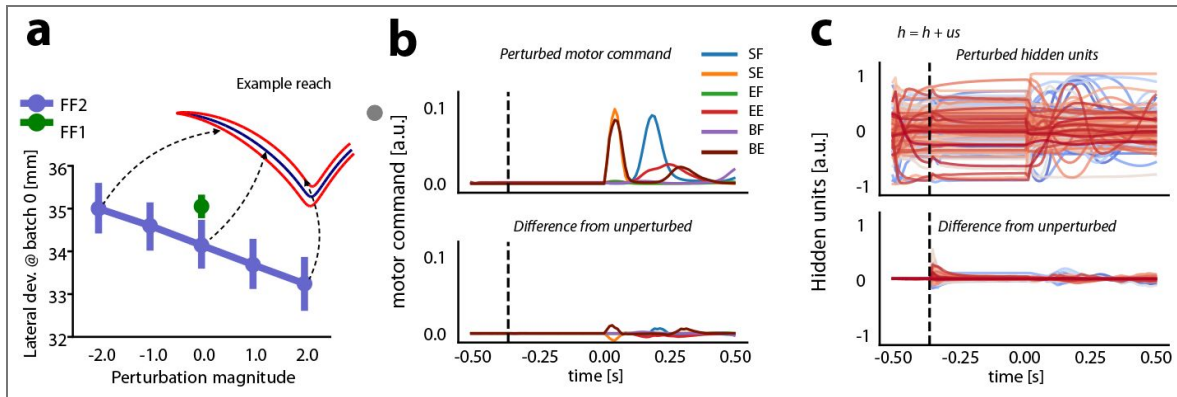 a
Example reach
FF2
FF1
Lateral dev. @ batch 0 [mm]
36
35
34
33
32
-2.0 -1.0 0.0 1.0 2.0
Perturbation magnitude
b
Perturbed motor command
SF
SE
EF
EE
BF
BE
motor command [a.u.]
0.1
0.0
Difference from unperturbed
0.1
0.0
-0.50 -0.25 0.00 0.25 0.50
time [s]
c
h = h + us
Perturbed hidden units
Hidden units [a.u.]
1
0
-1
Difference from unperturbed
1
0
-1
-0.50 -0.25 0.00 0.25 0.50
time [s]